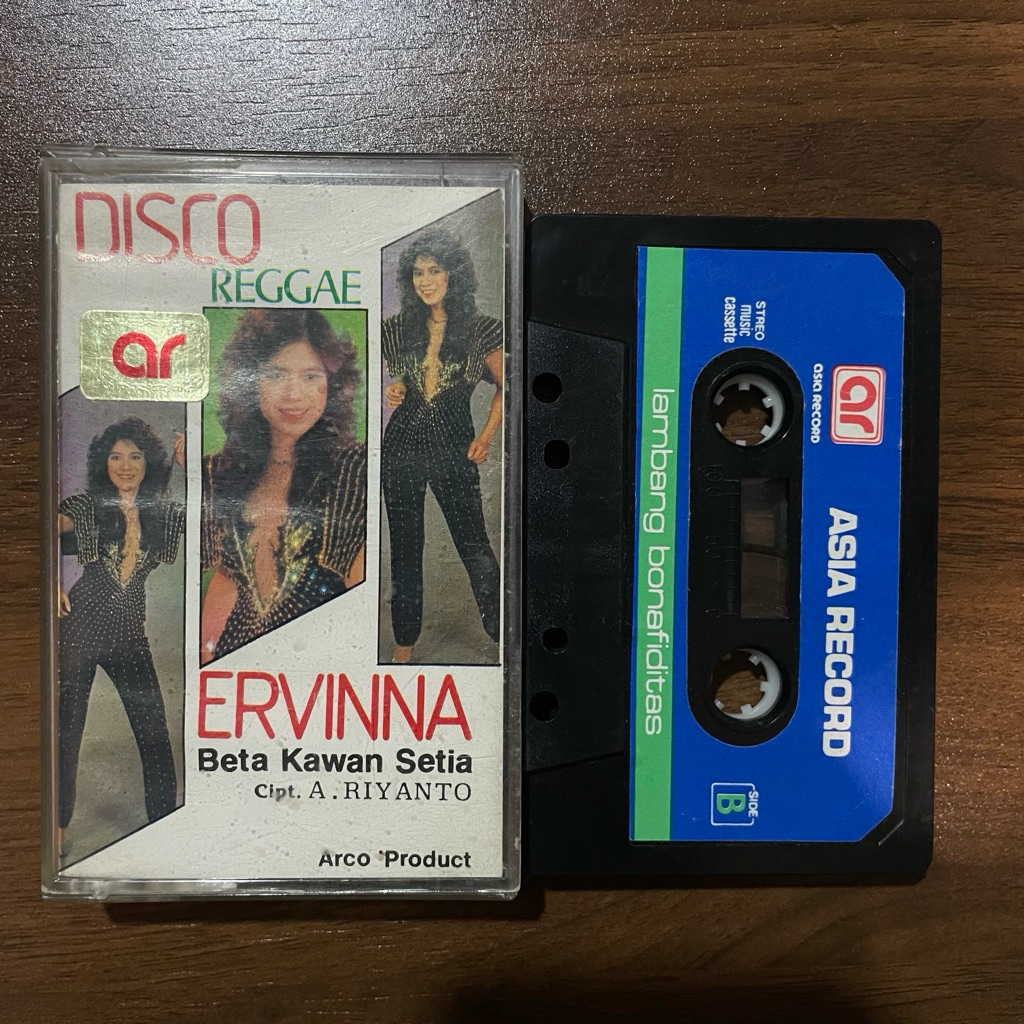 DISCO
REGGAE
ar
ERVINNA
Beta Kawan Setia
Cipt. A. RIYANTO
Arco Product
STREO
music
cassette
ar
ASIA RECORD
ASIA RECORD
lambang bonafiditas
SIDE
B